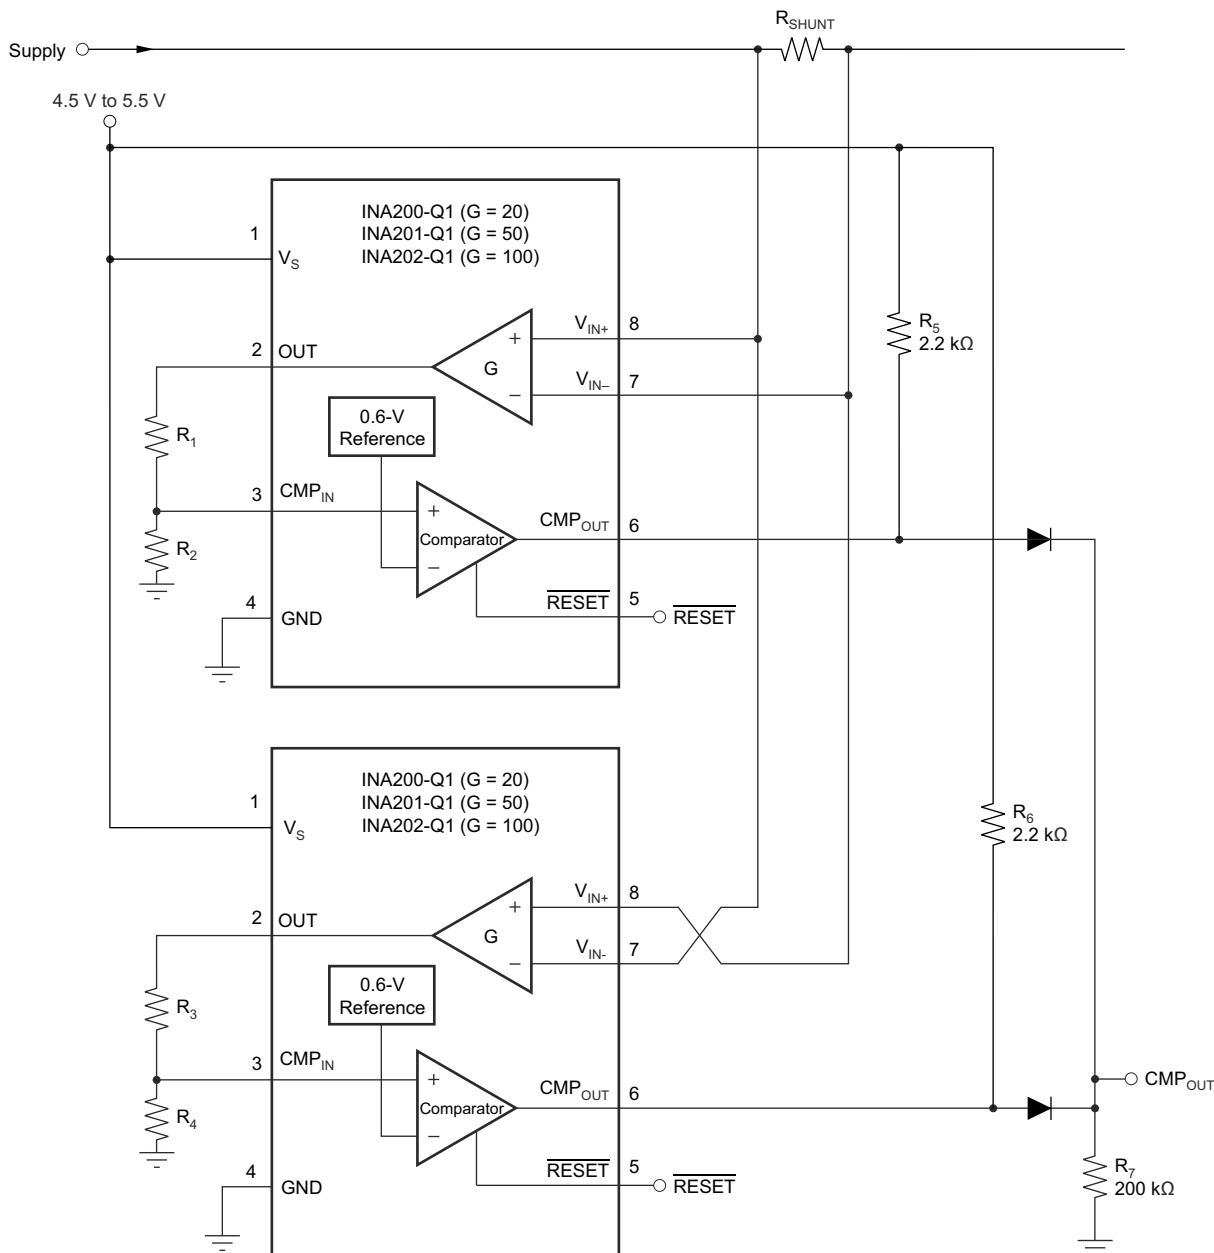 R_SHUNT
Supply
4.5 V to 5.5 V
INA200-Q1 (G = 20)
INA201-Q1 (G = 50)
INA202-Q1 (G = 100)
1
V_S
V_IN+ 8
R_5
2.2 kΩ
2 OUT
+
G
V_IN– 7
–
0.6-V
Reference
R_1
3 CMP_IN
+
CMP_OUT 6
Comparator
R_2
–
RESET 5
RESET
4
GND
INA200-Q1 (G = 20)
INA201-Q1 (G = 50)
INA202-Q1 (G = 100)
1
V_S
R_6
2.2 kΩ
V_IN+ 8
2 OUT
+
G
V_IN- 7
–
0.6-V
Reference
R_3
3 CMP_IN
+
CMP_OUT 6
CMP_OUT
Comparator
R_4
–
RESET 5
RESET
4
GND
R_7
200 kΩ